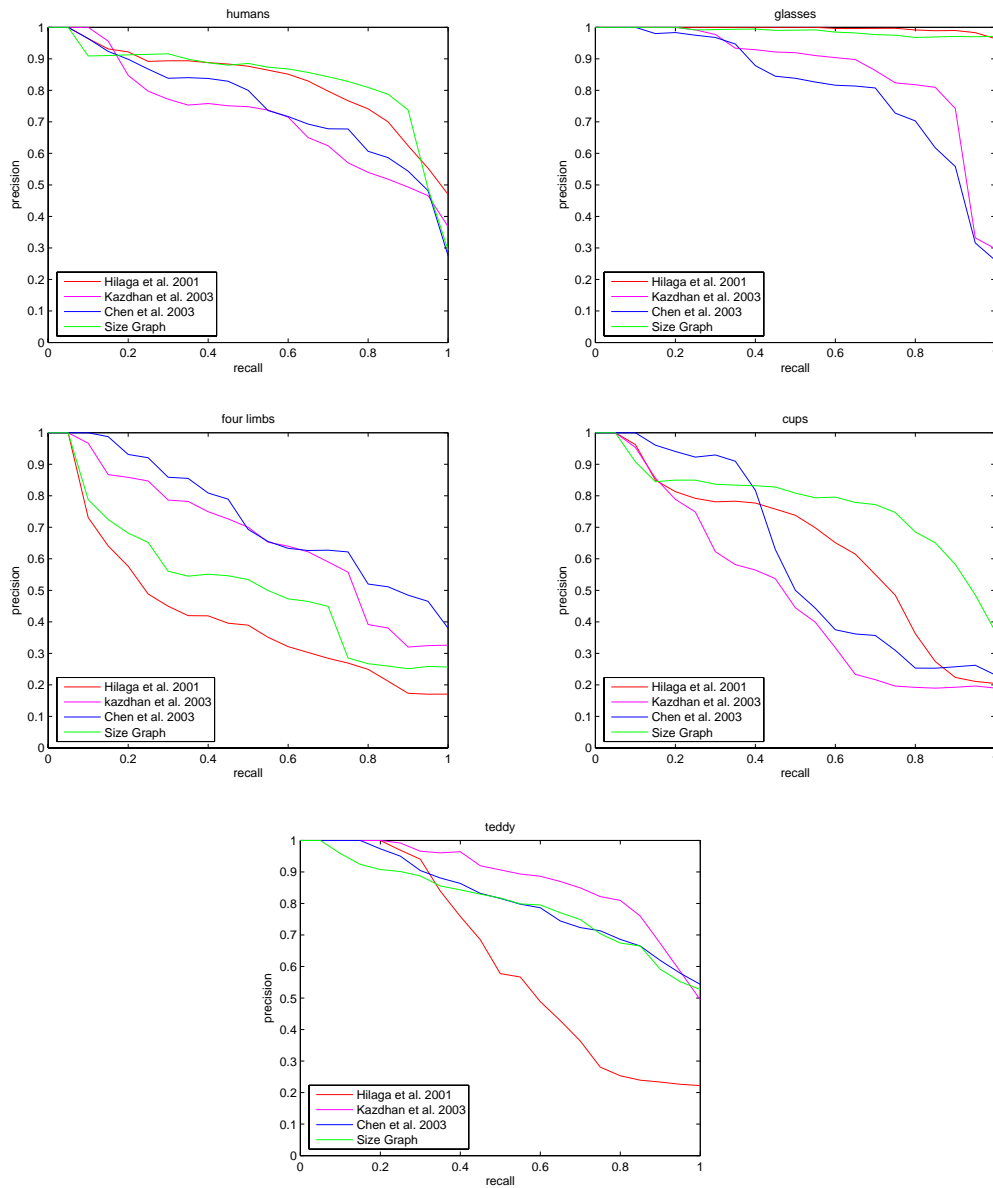 humans
1
0.9
0.8
0.7
0.6
0.5
0.4
0.3
0.2
0.1
0
precision
Hilaga et al. 2001
Kazdhan et al. 2003
Chen et al. 2003
Size Graph
0 0.2 0.4 0.6 0.8 1
recall
glasses
1
0.9
0.8
0.7
0.6
0.5
0.4
0.3
0.2
0.1
0
precision
Hilaga et al. 2001
Kazdhan et al. 2003
Chen et al. 2003
Size Graph
0 0.2 0.4 0.6 0.8 1
recall
four limbs
1
0.9
0.8
0.7
0.6
0.5
0.4
0.3
0.2
0.1
0
precision
Hilaga et al. 2001
kazdhan et al. 2003
Chen et al. 2003
Size Graph
0 0.2 0.4 0.6 0.8 1
recall
cups
1
0.9
0.8
0.7
0.6
0.5
0.4
0.3
0.2
0.1
0
precision
Hilaga et al. 2001
Kazdhan et al. 2003
Chen et al. 2003
Size Graph
0 0.2 0.4 0.6 0.8 1
recall
teddy
1
0.9
0.8
0.7
0.6
0.5
0.4
0.3
0.2
0.1
0
precision
Hilaga et al. 2001
Kazdhan et al. 2003
Chen et al. 2003
Size Graph
0 0.2 0.4 0.6 0.8 1
recall